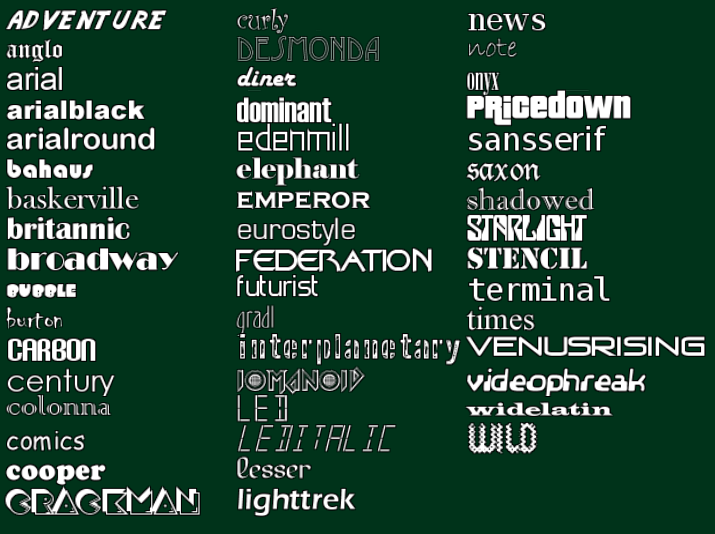 ADVENTURE
anglo
arial
arialblack
arialround
bahaus
baskerville
britannic
broadway
BUBBLE
burton
CARBON
century
colonna
comics
cooper
CRACKMAN
curly
DESMONDA
diner
dominant
edenmill
elephant
EMPEROR
eurostyle
FEDERATION
futurist
gradl
interplanetary
IOMANOID
LED
LEDITALIC
lesser
lighttrek
news
note
onyx
PRiCEDOWN
sansserif
saxon
shadowed
STARLIGHT
STENCIL
terminal
times
VENUSRISING
videophreak
widelatin
WILD